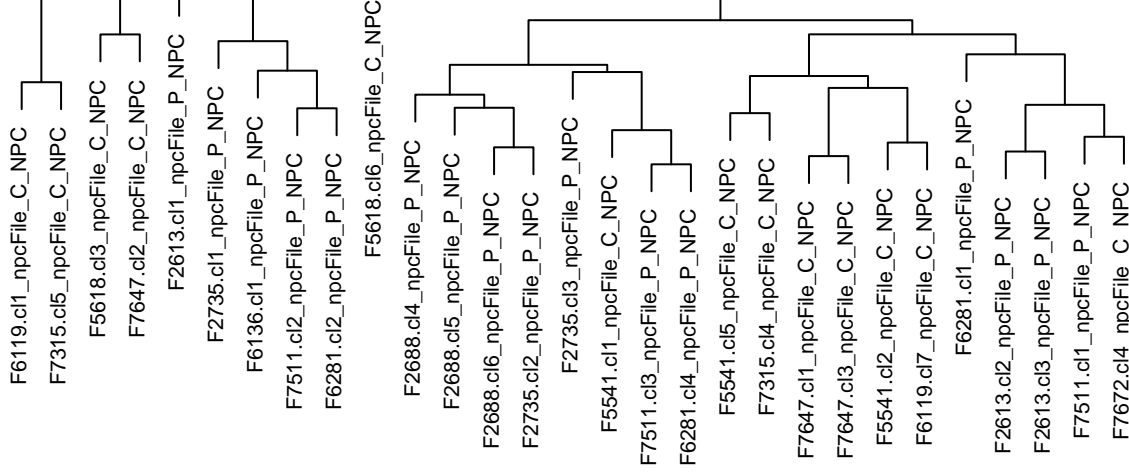 F6119.cl1_npcFile_C_NPC
F7315.cl5_npcFile_C_NPC
F5618.cl3_npcFile_C_NPC
F7647.cl2_npcFile_C_NPC
F2613.cl1_npcFile_P_NPC
F2735.cl1_npcFile_P_NPC
F6136.cl1_npcFile_P_NPC
F7511.cl2_npcFile_P_NPC
F6281.cl2_npcFile_P_NPC
F5618.cl6_npcFile_C_NPC
F2688.cl4_npcFile_P_NPC
F2688.cl5_npcFile_P_NPC
F2688.cl6_npcFile_P_NPC
F2735.cl2_npcFile_P_NPC
F2735.cl3_npcFile_P_NPC
F5541.cl1_npcFile_C_NPC
F7511.cl3_npcFile_P_NPC
F6281.cl4_npcFile_P_NPC
F5541.cl5_npcFile_C_NPC
F7315.cl4_npcFile_C_NPC
F7647.cl1_npcFile_C_NPC
F7647.cl3_npcFile_C_NPC
F5541.cl2_npcFile_C_NPC
F6119.cl7_npcFile_C_NPC
F6281.cl1_npcFile_P_NPC
F2613.cl2_npcFile_P_NPC
F2613.cl3_npcFile_P_NPC
F7511.cl1_npcFile_P_NPC
F7672.cl4_npcFile_C_NPC